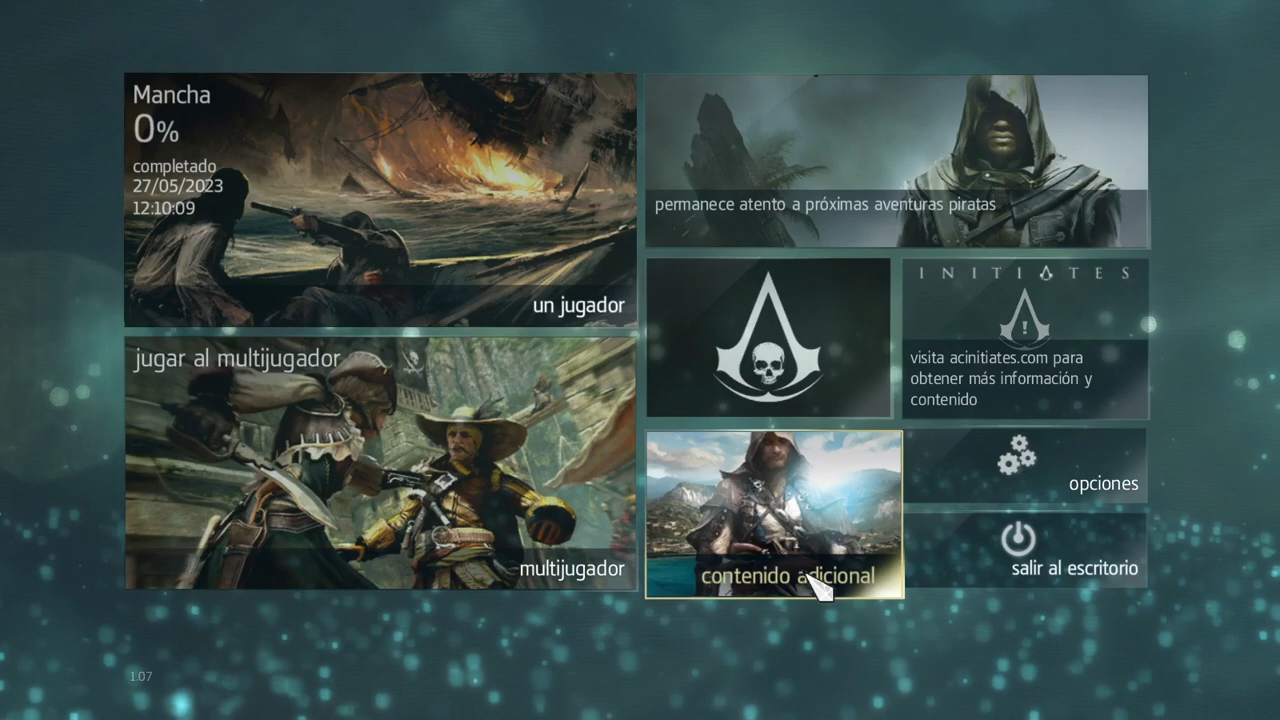 Mancha
0%
completado
27/05/2023
12:10:09
un jugador
jugar al multijugador
multijugador
permanece atento a próximas aventuras piratas
INITIATES
visita acinitiates.com para
obtener más información y
contenido
contenido adicional
opciones
salir al escritorio
1.07